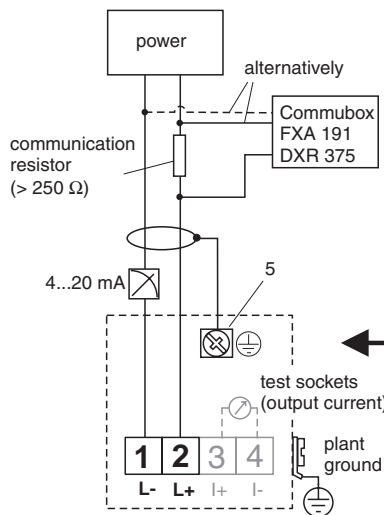 power
alternatively
Commubox
FXA 191
DXR 375
communication
resistor
(> 250 Ω)
4...20 mA
5
test sockets
(output current)
1 2 3 4
L- L+ I+ I-
plant
ground